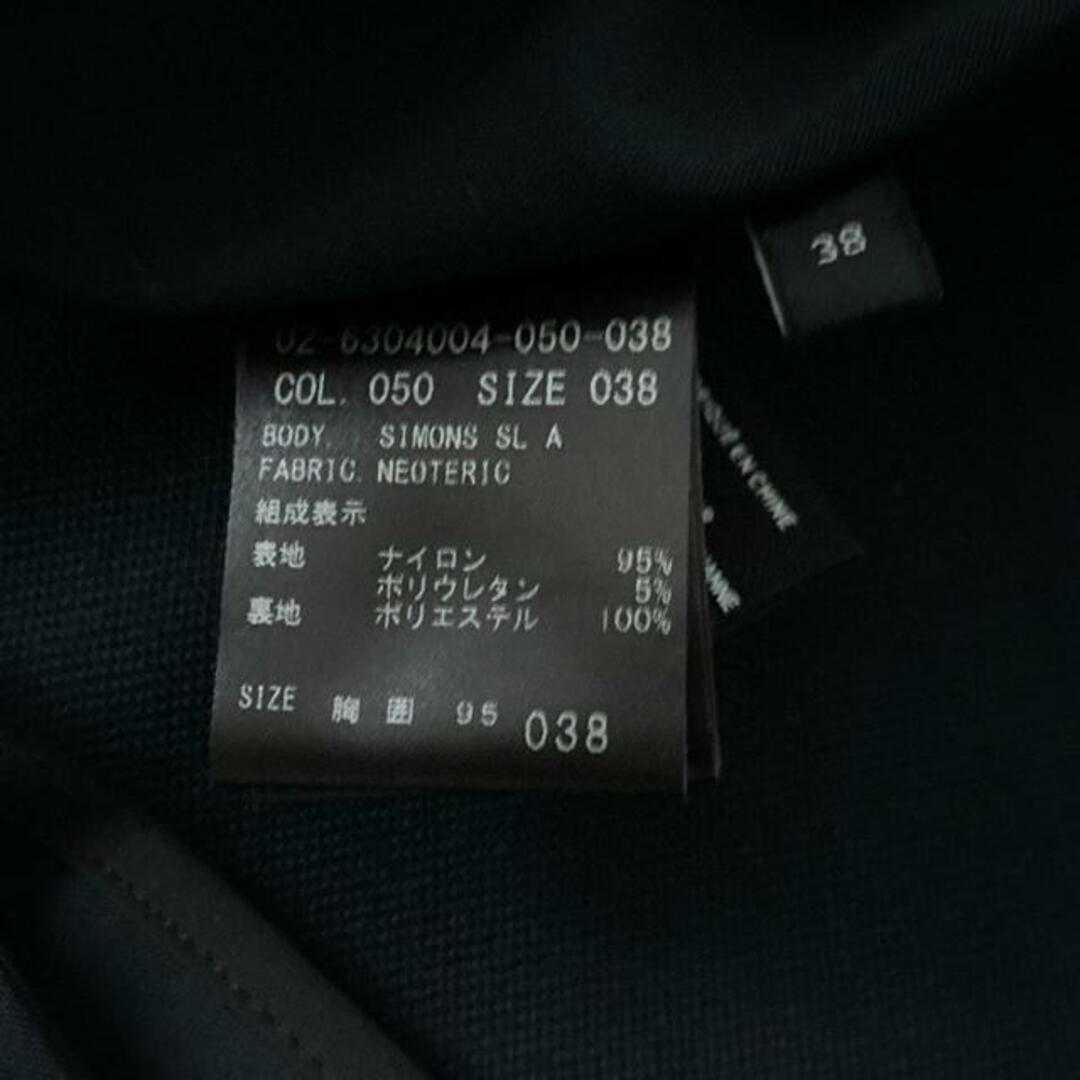 38
02-6304004-050-038
COL. 050 SIZE 038
BODY. SIMONS SL A
FABRIC. NEOTERIC
組成表示
表地 ナイロン 95%
ポリウレタン 5%
裏地 ポリエステル 100%
SIZE 胸囲 95 038
EN CHINE